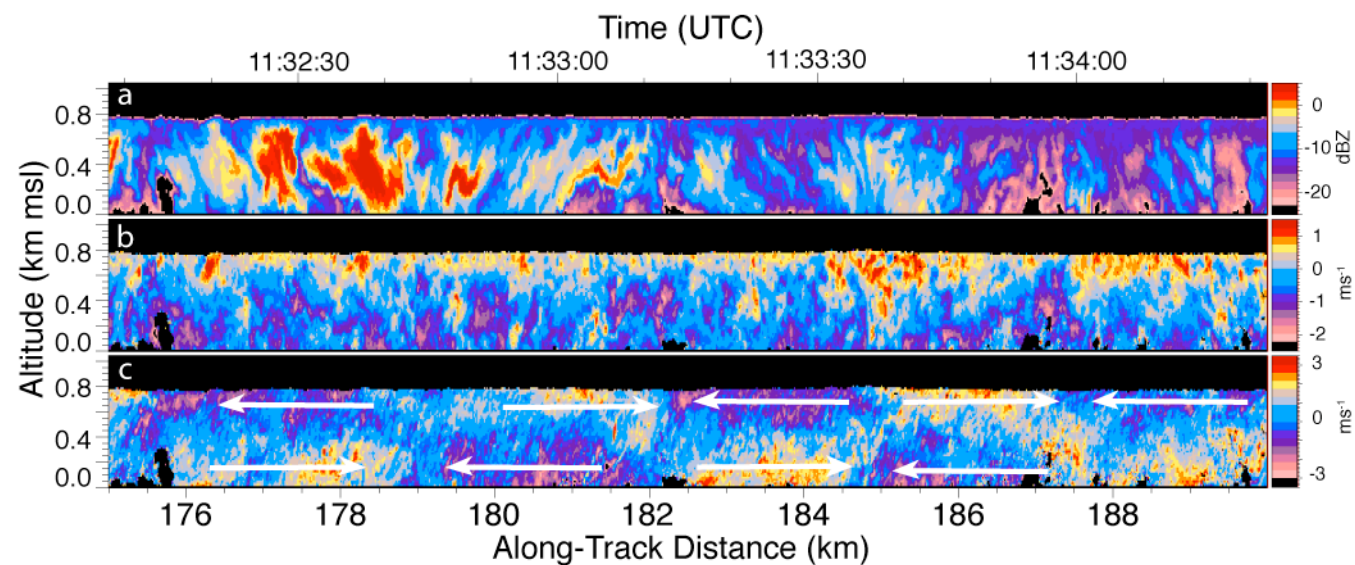 Time (UTC)
11:32:30 11:33:00 11:33:30 11:34:00
a
0.8
0.4
0.0
0
-10
-20
dBZ
b
0.8
0.4
0.0
1
0
-1
-2
ms⁻¹
c
0.8
0.4
0.0
3
0
-3
ms⁻¹
Altitude (km msl)
176 178 180 182 184 186 188
Along-Track Distance (km)